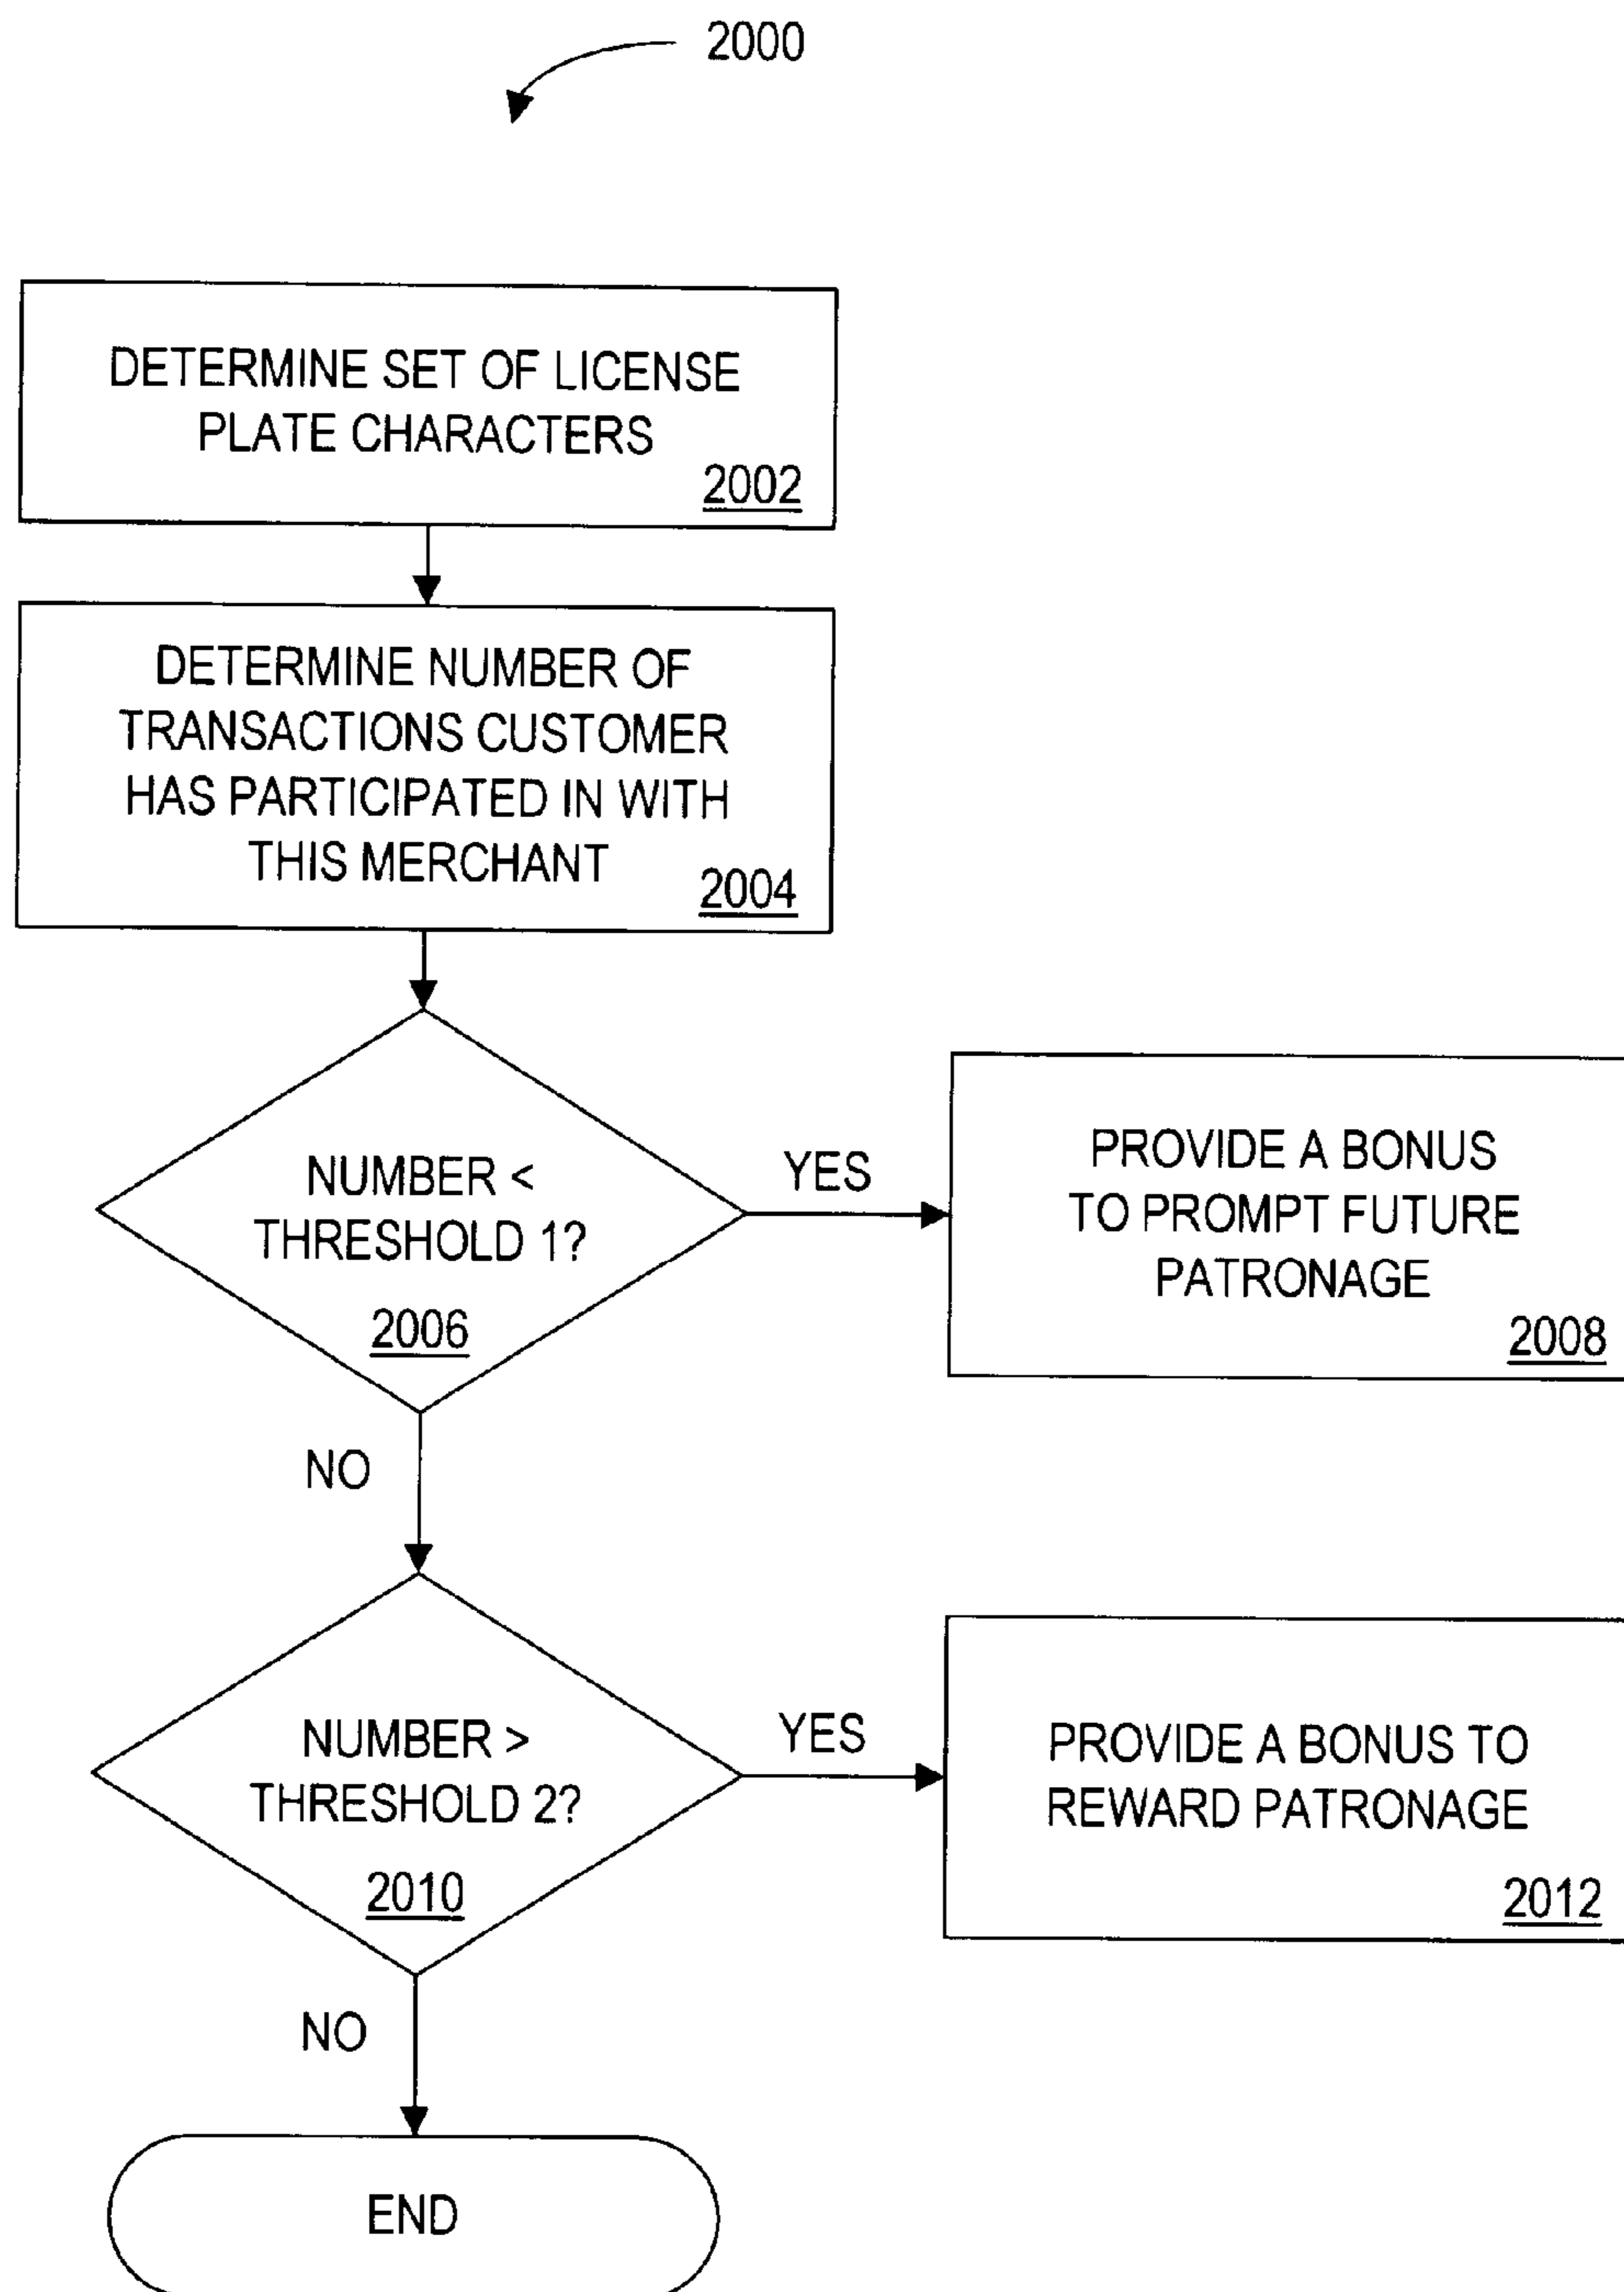 2000
DETERMINE SET OF LICENSE
PLATE CHARACTERS
2002
DETERMINE NUMBER OF
TRANSACTIONS CUSTOMER
HAS PARTICIPATED IN WITH
THIS MERCHANT
2004
NUMBER <
THRESHOLD 1?
2006
YES
PROVIDE A BONUS
TO PROMPT FUTURE
PATRONAGE
2008
NO
NUMBER >
THRESHOLD 2?
2010
YES
PROVIDE A BONUS TO
REWARD PATRONAGE
2012
NO
END